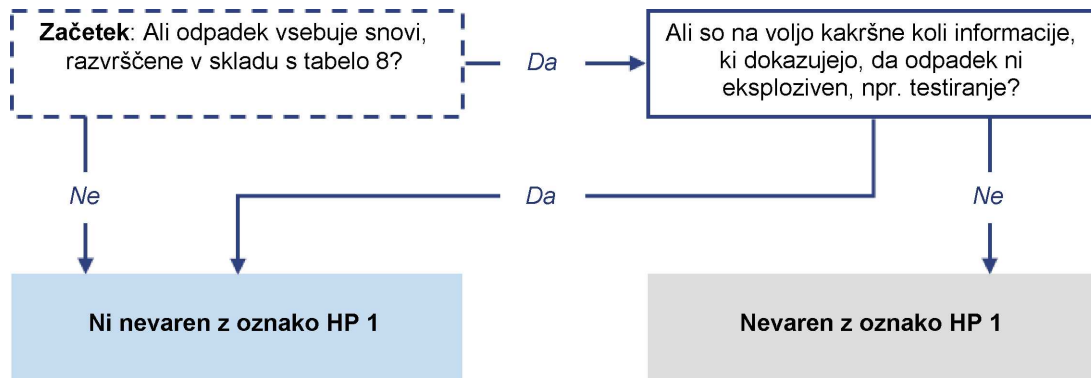 Začetek: Ali odpadek vsebuje snovi,
razvrščene v skladu s tabelo 8?
Da
Ali so na voljo kakršne koli informacije,
ki dokazujejo, da odpadek ni
eksploziven, npr. testiranje?
Ne
Da
Ne
Ni nevaren z oznako HP 1
Nevaren z oznako HP 1